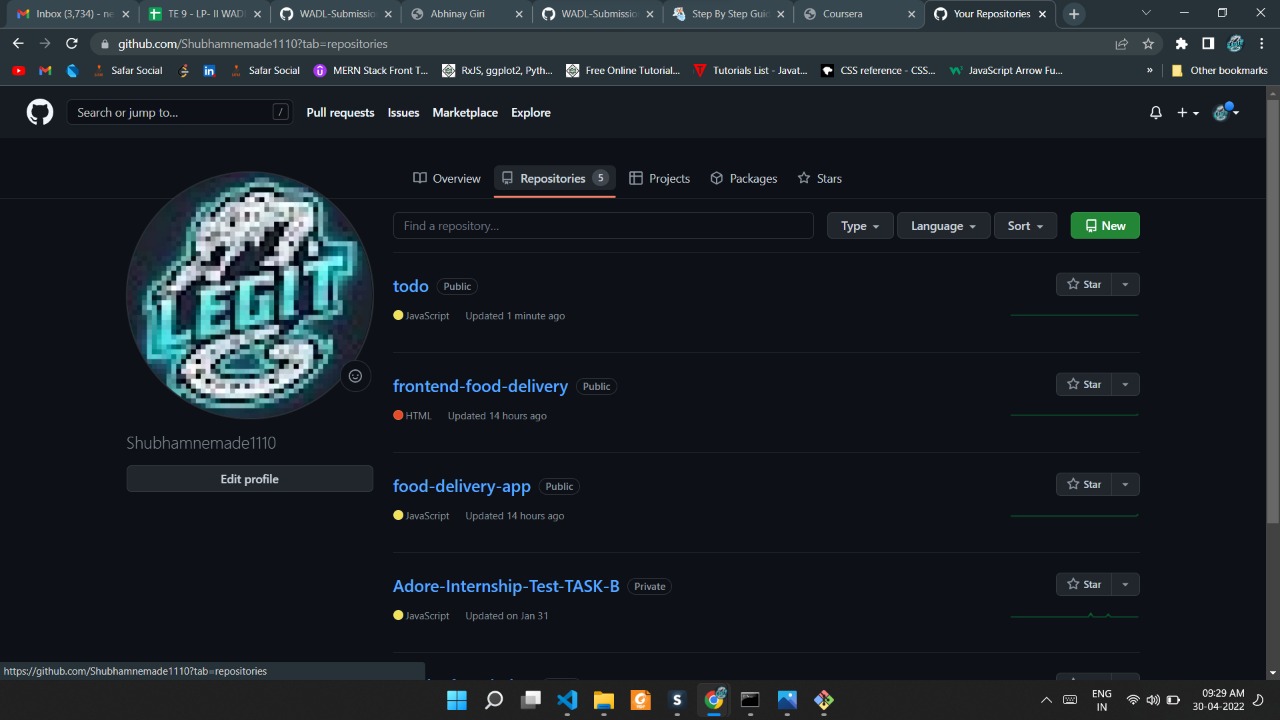 Inbox (3,734) - ne
TE 9 - LP- II WAD
WADL-Submissio
Abhinay Giri
WADL-Submissio
Step By Step Guid
Coursera
Your Repositories
github.com/Shubhamnemade1110?tab=repositories
Safar Social
Safar Social
MERN Stack Front T...
RxJS, ggplot2, Pyth...
Free Online Tutorial...
Tutorials List - Javat...
CSS reference - CSS...
JavaScript Arrow Fu...
»
Other bookmarks
Search or jump to...
/
Pull requests
Issues
Marketplace
Explore
Overview
Repositories 5
Projects
Packages
Stars
Find a repository...
Type
Language
Sort
New
LEGIT
todo Public
Star
JavaScript Updated 1 minute ago
frontend-food-delivery Public
Star
HTML Updated 14 hours ago
Shubhamnemade1110
Edit profile
food-delivery-app Public
Star
JavaScript Updated 14 hours ago
Adore-Internship-Test-TASK-B Private
Star
JavaScript Updated on Jan 31
https://github.com/Shubhamnemade1110?tab=repositories
ENG
IN
09:29 AM
30-04-2022